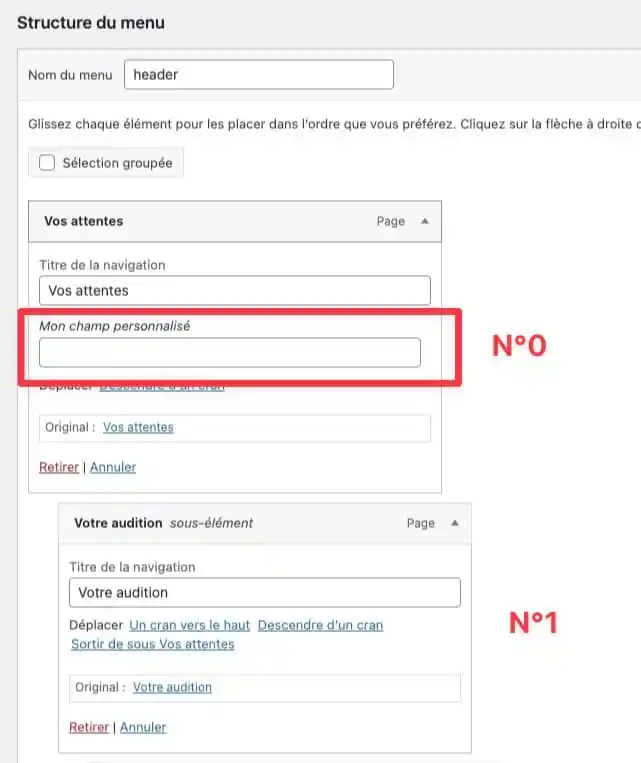 Structure du menu
Nom du menu header
Glissez chaque élément pour les placer dans l'ordre que vous préférez. Cliquez sur la flèche à droite
Sélection groupée
Vos attentes Page
Titre de la navigation
Vos attentes
Mon champ personnalisé
N°0
Déplacer Descendre d'un cran
Original : Vos attentes
Retirer | Annuler
Votre audition sous-élément Page
Titre de la navigation
Votre audition
N°1
Déplacer Un cran vers le haut Descendre d'un cran
Sortir de sous Vos attentes
Original : Votre audition
Retirer | Annuler